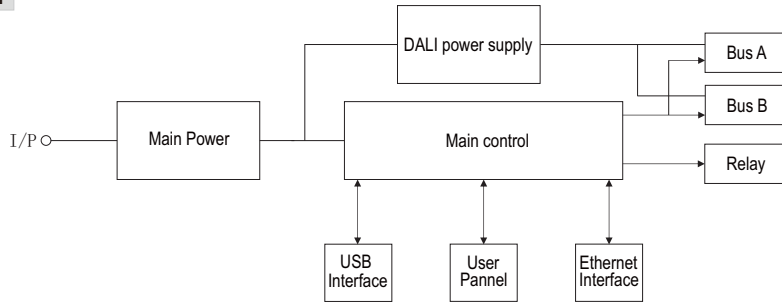 DALI power supply
Bus A
Bus B
I/P
Main Power
Main control
Relay
USB
Interface
User
Pannel
Ethernet
Interface